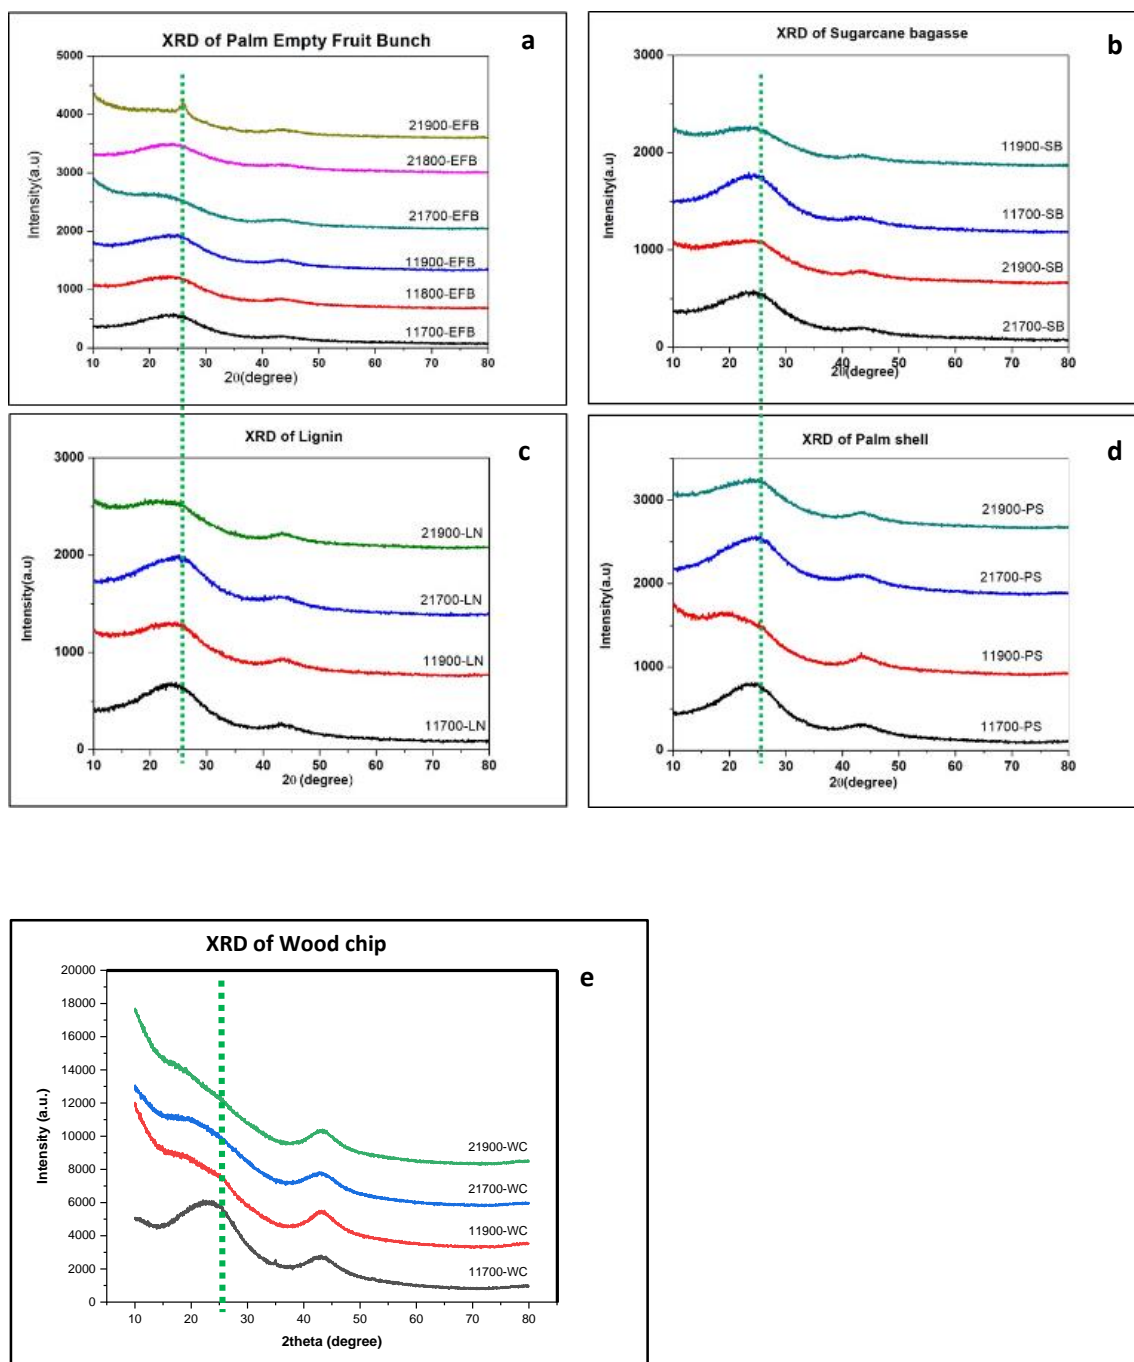 XRD of Palm Empty Fruit Bunch
a
5000
4000
3000
2000
1000
0
Intensity(a.u)
21900-EFB
21800-EFB
21700-EFB
11900-EFB
11800-EFB
11700-EFB
10 20 30 40 50 60 70 80
2θ(degree)
XRD of Sugarcane bagasse
b
3000
2000
1000
0
Intensity(a.u)
11900-SB
11700-SB
21900-SB
21700-SB
10 20 30 40 50 60 70 80
2θ(degree)
XRD of Lignin
c
3000
2000
1000
0
Intensity(a.u)
21900-LN
21700-LN
11900-LN
11700-LN
10 20 30 40 50 60 70 80
2θ (degree)
XRD of Palm shell
d
3000
2000
1000
0
Intensity(a.u)
21900-PS
21700-PS
11900-PS
11700-PS
10 20 30 40 50 60 70 80
2θ(degree)
XRD of Wood chip
e
20000
18000
16000
14000
12000
10000
8000
6000
4000
2000
0
Intensity (a.u.)
21900-WC
21700-WC
11900-WC
11700-WC
10 20 30 40 50 60 70 80
2theta (degree)